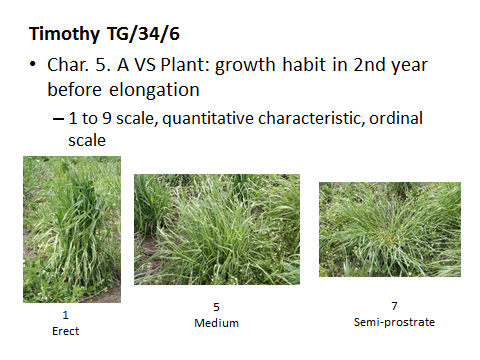 Timothy TG/34/6
• Char. 5. A VS Plant: growth habit in 2nd year
before elongation
– 1 to 9 scale, quantitative characteristic, ordinal
scale
1
Erect
5
Medium
7
Semi-prostrate